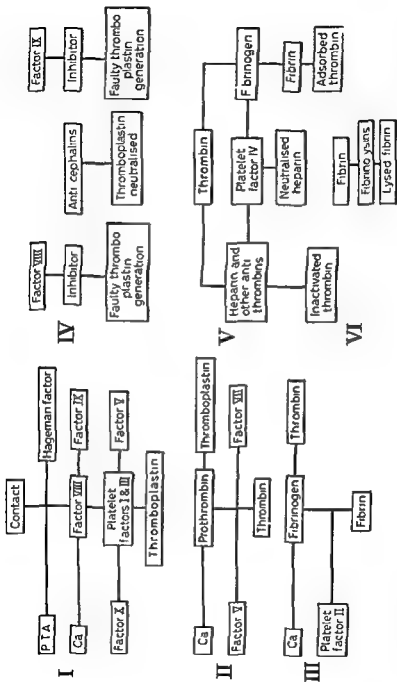 I
Contact
P T A
Hageman factor
Ca
Factor VIII
Factor IX
Factor X
Platelet
factors I & III
Factor V
Thromboplastin
II
Ca
Prothrombin
Thromboplastin
Factor V
Factor VII
Thrombin
III
Ca
Fibrinogen
Thrombin
Platelet
factor II
Fibrin
IV
Factor VIII
Inhibitor
Faulty thrombo
plastin
generation
Anti cephalins
Thromboplastin
neutralised
Factor IX
Inhibitor
Faulty thrombo
plastin
generation
V
Thrombin
Heparin and
other anti
thrombins
Platelet
factor IV
Fibrinogen
Inactivated
thrombin
Neutralised
heparin
Fibrin
Adsorbed
thrombin
VI
Fibrin
Fibrinolysins
Lysed fibrin